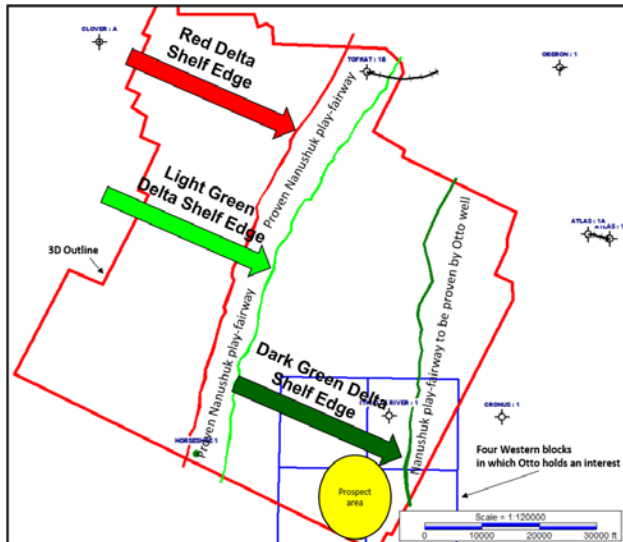 CLOVER : A
Red Delta
Shelf Edge
TOFKAT : 1B
OBERON : 1
Proven Nanushuk play-fairway
Light Green
Delta Shelf Edge
3D Outline
ATLAS : 1A
ATLAS : 1
Nanushuk play-fairway to be proven by Otto well
Proven Nanushuk play-fairway
Dark Green Delta
Shelf Edge
RIVER : 1
CRONUS : 1
HORSESHOE 1
Four Western blocks
in which Otto holds an interest
Prospect
area
Scale = 1:120000
0 10000 20000 30000 ft